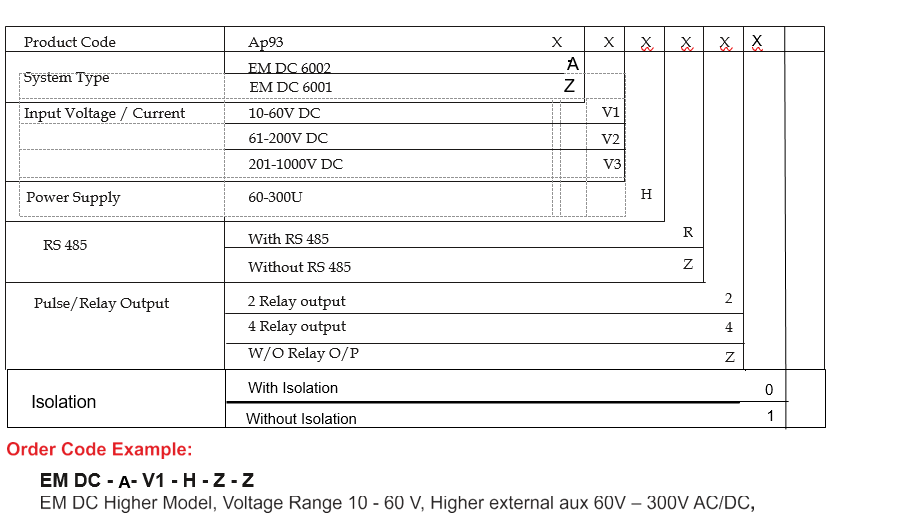 Product Code Ap93 X X X X X X
System Type EM DC 6002 A
EM DC 6001 Z
Input Voltage / Current 10-60V DC V1
61-200V DC V2
201-1000V DC V3
Power Supply 60-300U H
RS 485 With RS 485 R
Without RS 485 Z
Pulse/Relay Output 2 Relay output 2
4 Relay output 4
W/O Relay O/P Z
Isolation With Isolation 0
Without Isolation 1
Order Code Example:
EM DC - A- V1 - H - Z - Z
EM DC Higher Model, Voltage Range 10 - 60 V, Higher external aux 60V – 300V AC/DC,